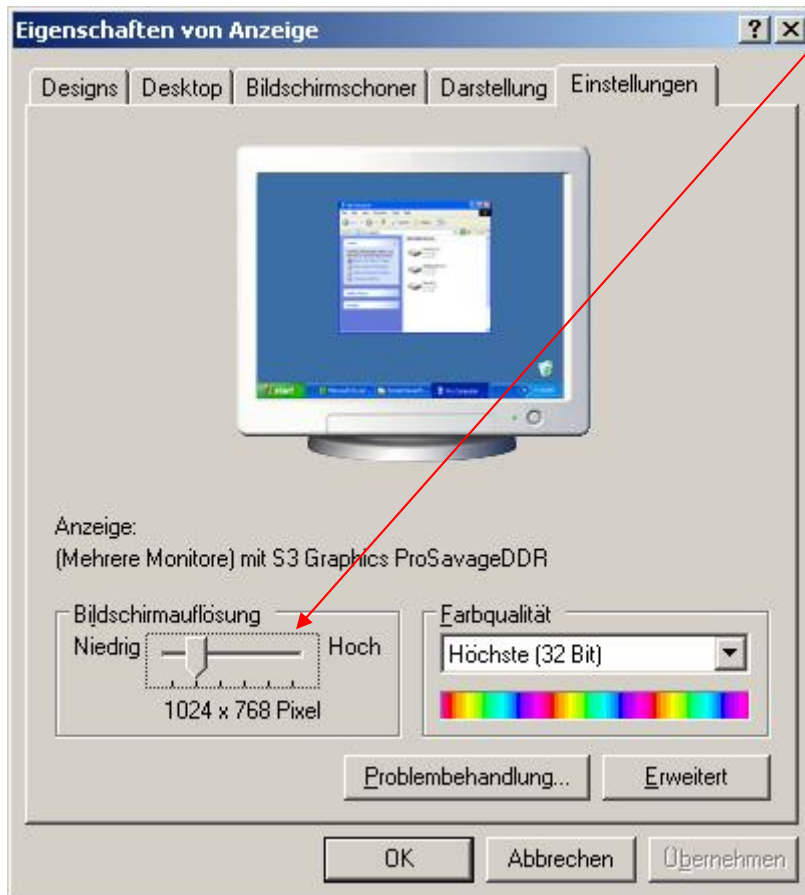 Eigenschaften von Anzeige
? X
Designs Desktop Bildschirmschoner Darstellung Einstellungen
Anzeige:
(Mehrere Monitore) mit S3 Graphics ProSavageDDR
Bildschirmauflösung
Niedrig Hoch
1024 x 768 Pixel
Farbqualität
Höchste (32 Bit)
Problembehandlung... Erweitert
OK Abbrechen Übernehmen